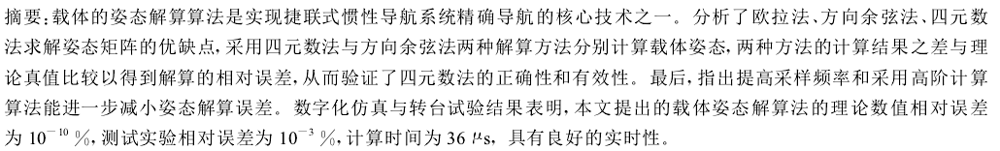 摘要:载体的姿态解算算法是实现捷联式惯性导航系统精确导航的核心技术之一。分析了欧拉法、方向余弦法、四元数
法求解姿态矩阵的优缺点,采用四元数法与方向余弦法两种解算方法分别计算载体姿态,两种方法的计算结果之差与理
论真值比较以得到解算的相对误差,从而验证了四元数法的正确性和有效性。最后,指出提高采样频率和采用高阶计算
算法能进一步减小姿态解算误差。数字化仿真与转台试验结果表明,本文提出的载体姿态解算法的理论数值相对误差
为 10⁻¹⁰ %,测试实验相对误差为 10⁻³ %,计算时间为 36 μs, 具有良好的实时性。